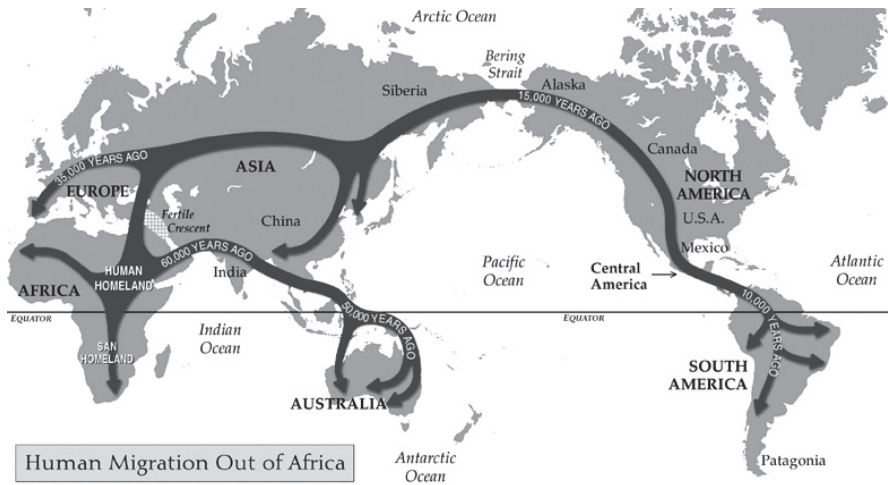 Arctic Ocean
Bering
Strait
Siberia
Alaska
15,000 YEARS AGO
35,000 YEARS AGO
EUROPE
ASIA
Canada
NORTH
AMERICA
U.S.A.
Fertile
Crescent
China
60,000 YEARS AGO
India
Mexico
HUMAN
HOMELAND
AFRICA
Pacific
Ocean
Central
America
Atlantic
Ocean
EQUATOR
EQUATOR
50,000 YEARS AGO
10,000 YEARS AGO
Indian
Ocean
SAN
HOMELAND
SOUTH
AMERICA
AUSTRALIA
Human Migration Out of Africa
Antarctic
Ocean
Patagonia